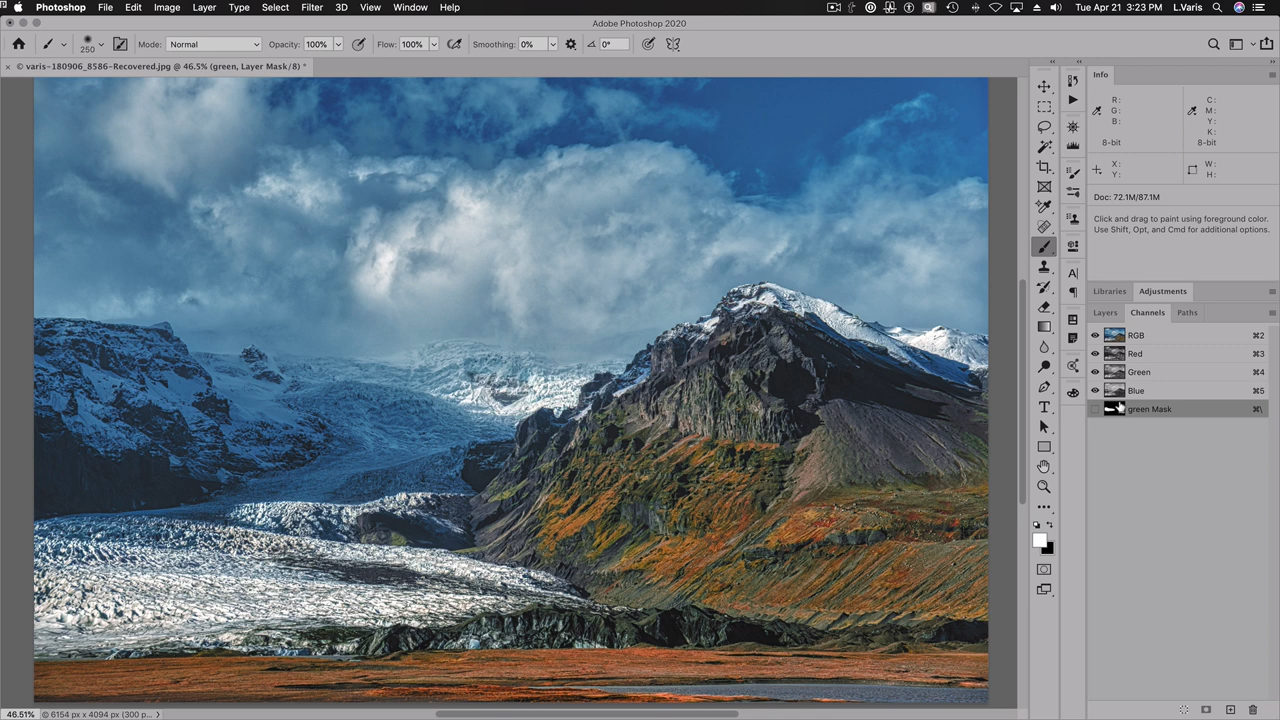 Photoshop File Edit Image Layer Type Select Filter 3D View Window Help Tue Apr 21 3:23 PM L.Varis
Adobe Photoshop 2020
250 Mode: Normal Opacity: 100% Flow: 100% Smoothing: 0% 0°
× © varis-180906_8586-Recovered.jpg @ 46.5% (green, Layer Mask/8) *
Info
R: C:
G: M:
B: Y:
K:
8-bit 8-bit
X: W:
Y: H:
Doc: 72.1M/87.1M
Click and drag to paint using foreground color.
Use Shift, Opt, and Cmd for additional options.
Libraries Adjustments
Layers Channels Paths
RGB ⌘2
Red ⌘3
Green ⌘4
Blue ⌘5
green Mask ⌘\
46.51% © 6154 px x 4094 px (300 p...